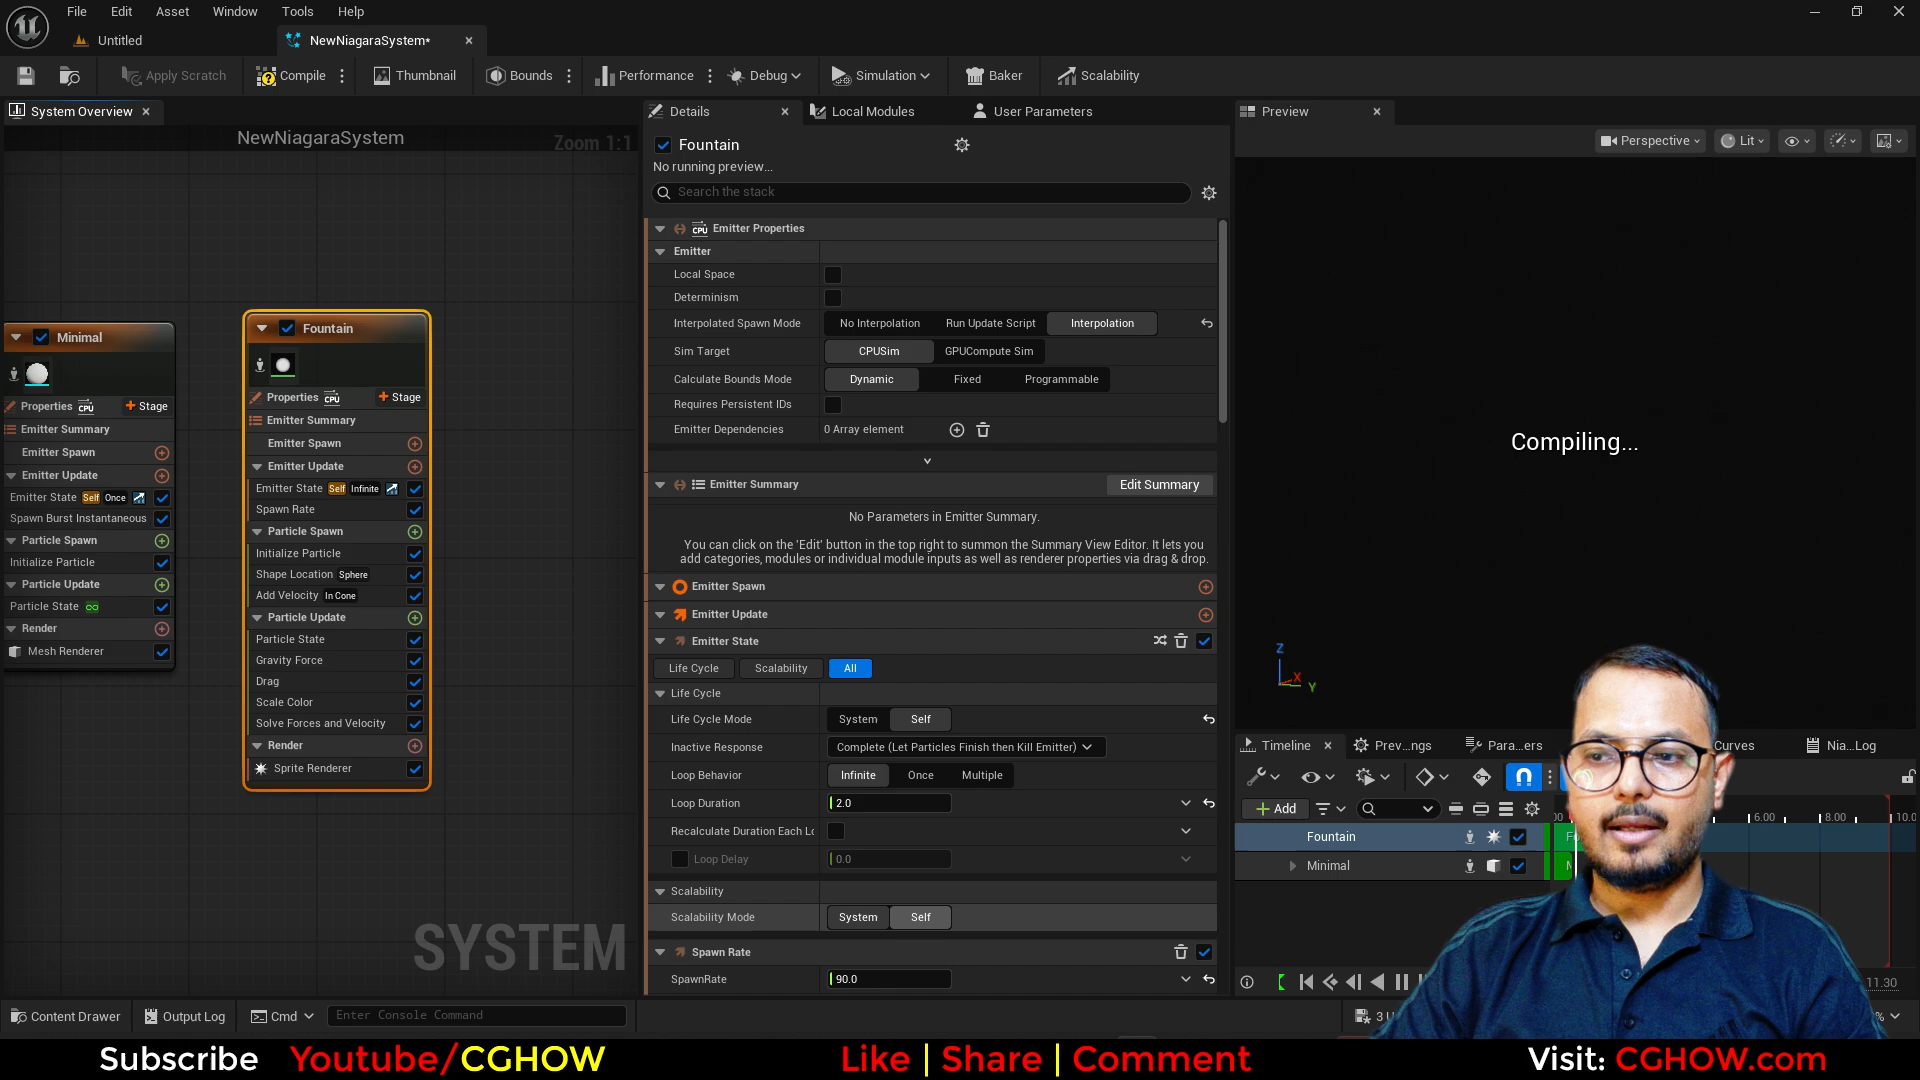 File Edit Asset Window Tools Help
Untitled
NewNiagaraSystem*
Apply Scratch
Compile
Thumbnail
Bounds
Performance
Debug
Simulation
Baker
Scalability
System Overview
NewNiagaraSystem
Zoom 1:1
Minimal
Properties CPU
Stage
Emitter Summary
Emitter Spawn
Emitter Update
Emitter State Self Once
Spawn Burst Instantaneous
Particle Spawn
Initialize Particle
Particle Update
Particle State
Render
Mesh Renderer
Fountain
Properties CPU
Stage
Emitter Summary
Emitter Spawn
Emitter Update
Emitter State Self Infinite
Spawn Rate
Particle Spawn
Initialize Particle
Shape Location Sphere
Add Velocity In Cone
Particle Update
Particle State
Gravity Force
Drag
Scale Color
Solve Forces and Velocity
Render
Sprite Renderer
SYSTEM
Details
Local Modules
User Parameters
Fountain
No running preview...
Search the stack
CPU Emitter Properties
Emitter
Local Space
Determinism
Interpolated Spawn Mode No Interpolation Run Update Script Interpolation
Sim Target CPUSim GPUCompute Sim
Calculate Bounds Mode Dynamic Fixed Programmable
Requires Persistent IDs
Emitter Dependencies 0 Array element
Emitter Summary
Edit Summary
No Parameters in Emitter Summary.
You can click on the 'Edit' button in the top right to summon the Summary View Editor. It lets you
add categories, modules or individual module inputs as well as renderer properties via drag & drop.
Emitter Spawn
Emitter Update
Emitter State
Life Cycle Scalability All
Life Cycle
Life Cycle Mode System Self
Inactive Response Complete (Let Particles Finish then Kill Emitter)
Loop Behavior Infinite Once Multiple
Loop Duration 2.0
Recalculate Duration Each Lo
Loop Delay 0.0
Scalability
Scalability Mode System Self
Spawn Rate
SpawnRate 90.0
Preview
Perspective
Lit
Compiling...
Z
X
Y
Timeline
Prev...ngs
Para...ers
Curves
Nia...Log
Add
6.00
8.00
10.0
Fountain
Minimal
11.30
Content Drawer
Output Log
Cmd
Enter Console Command
3 U
%
Subscribe Youtube/CGHOW
Like | Share | Comment
Visit: CGHOW.com